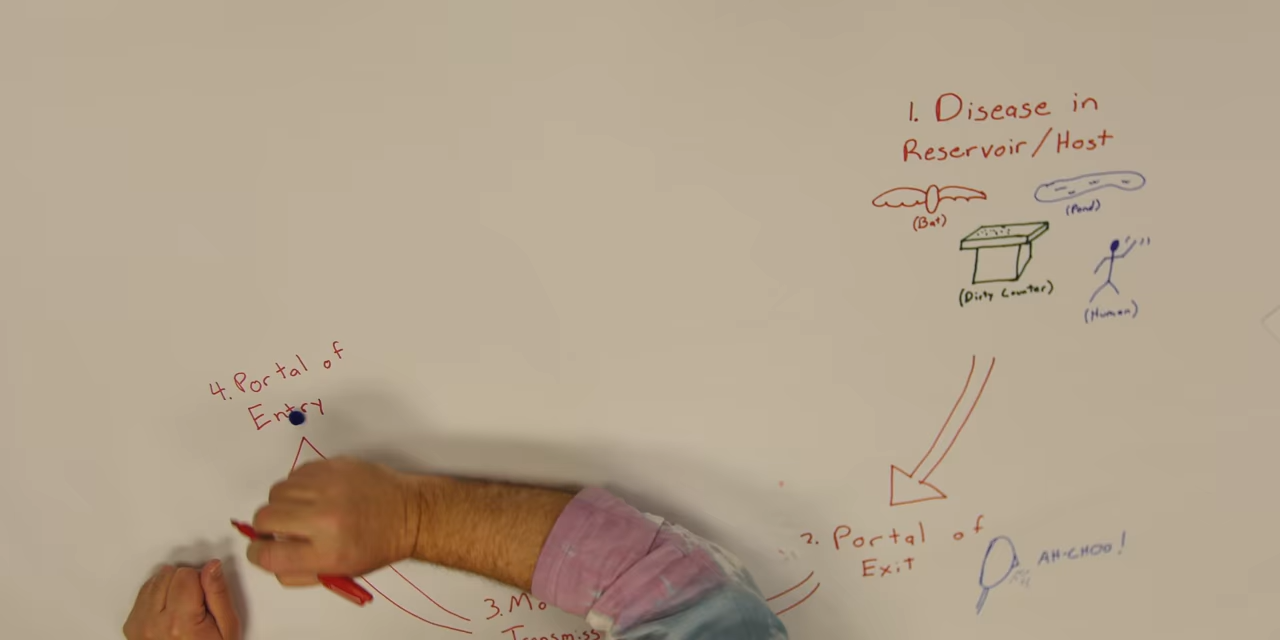 1. Disease in
Reservoir/Host
(Bat)
(Pond)
(Dirty Counter)
(Human)
2. Portal of
Exit
AH-CHOO!
3. Mo
Transmiss
4. Portal of
Entry